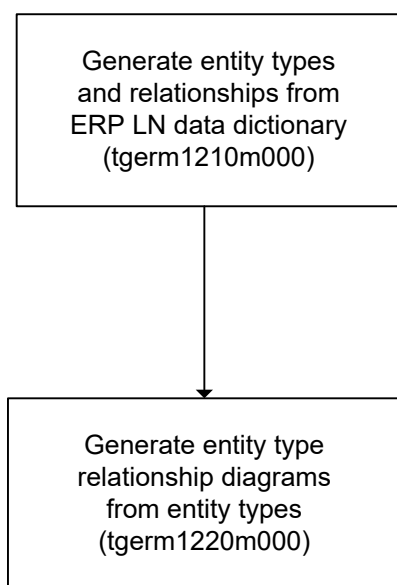 Generate entity types
and relationships from
ERP LN data dictionary
(tgerm1210m000)
Generate entity type
relationship diagrams
from entity types
(tgerm1220m000)